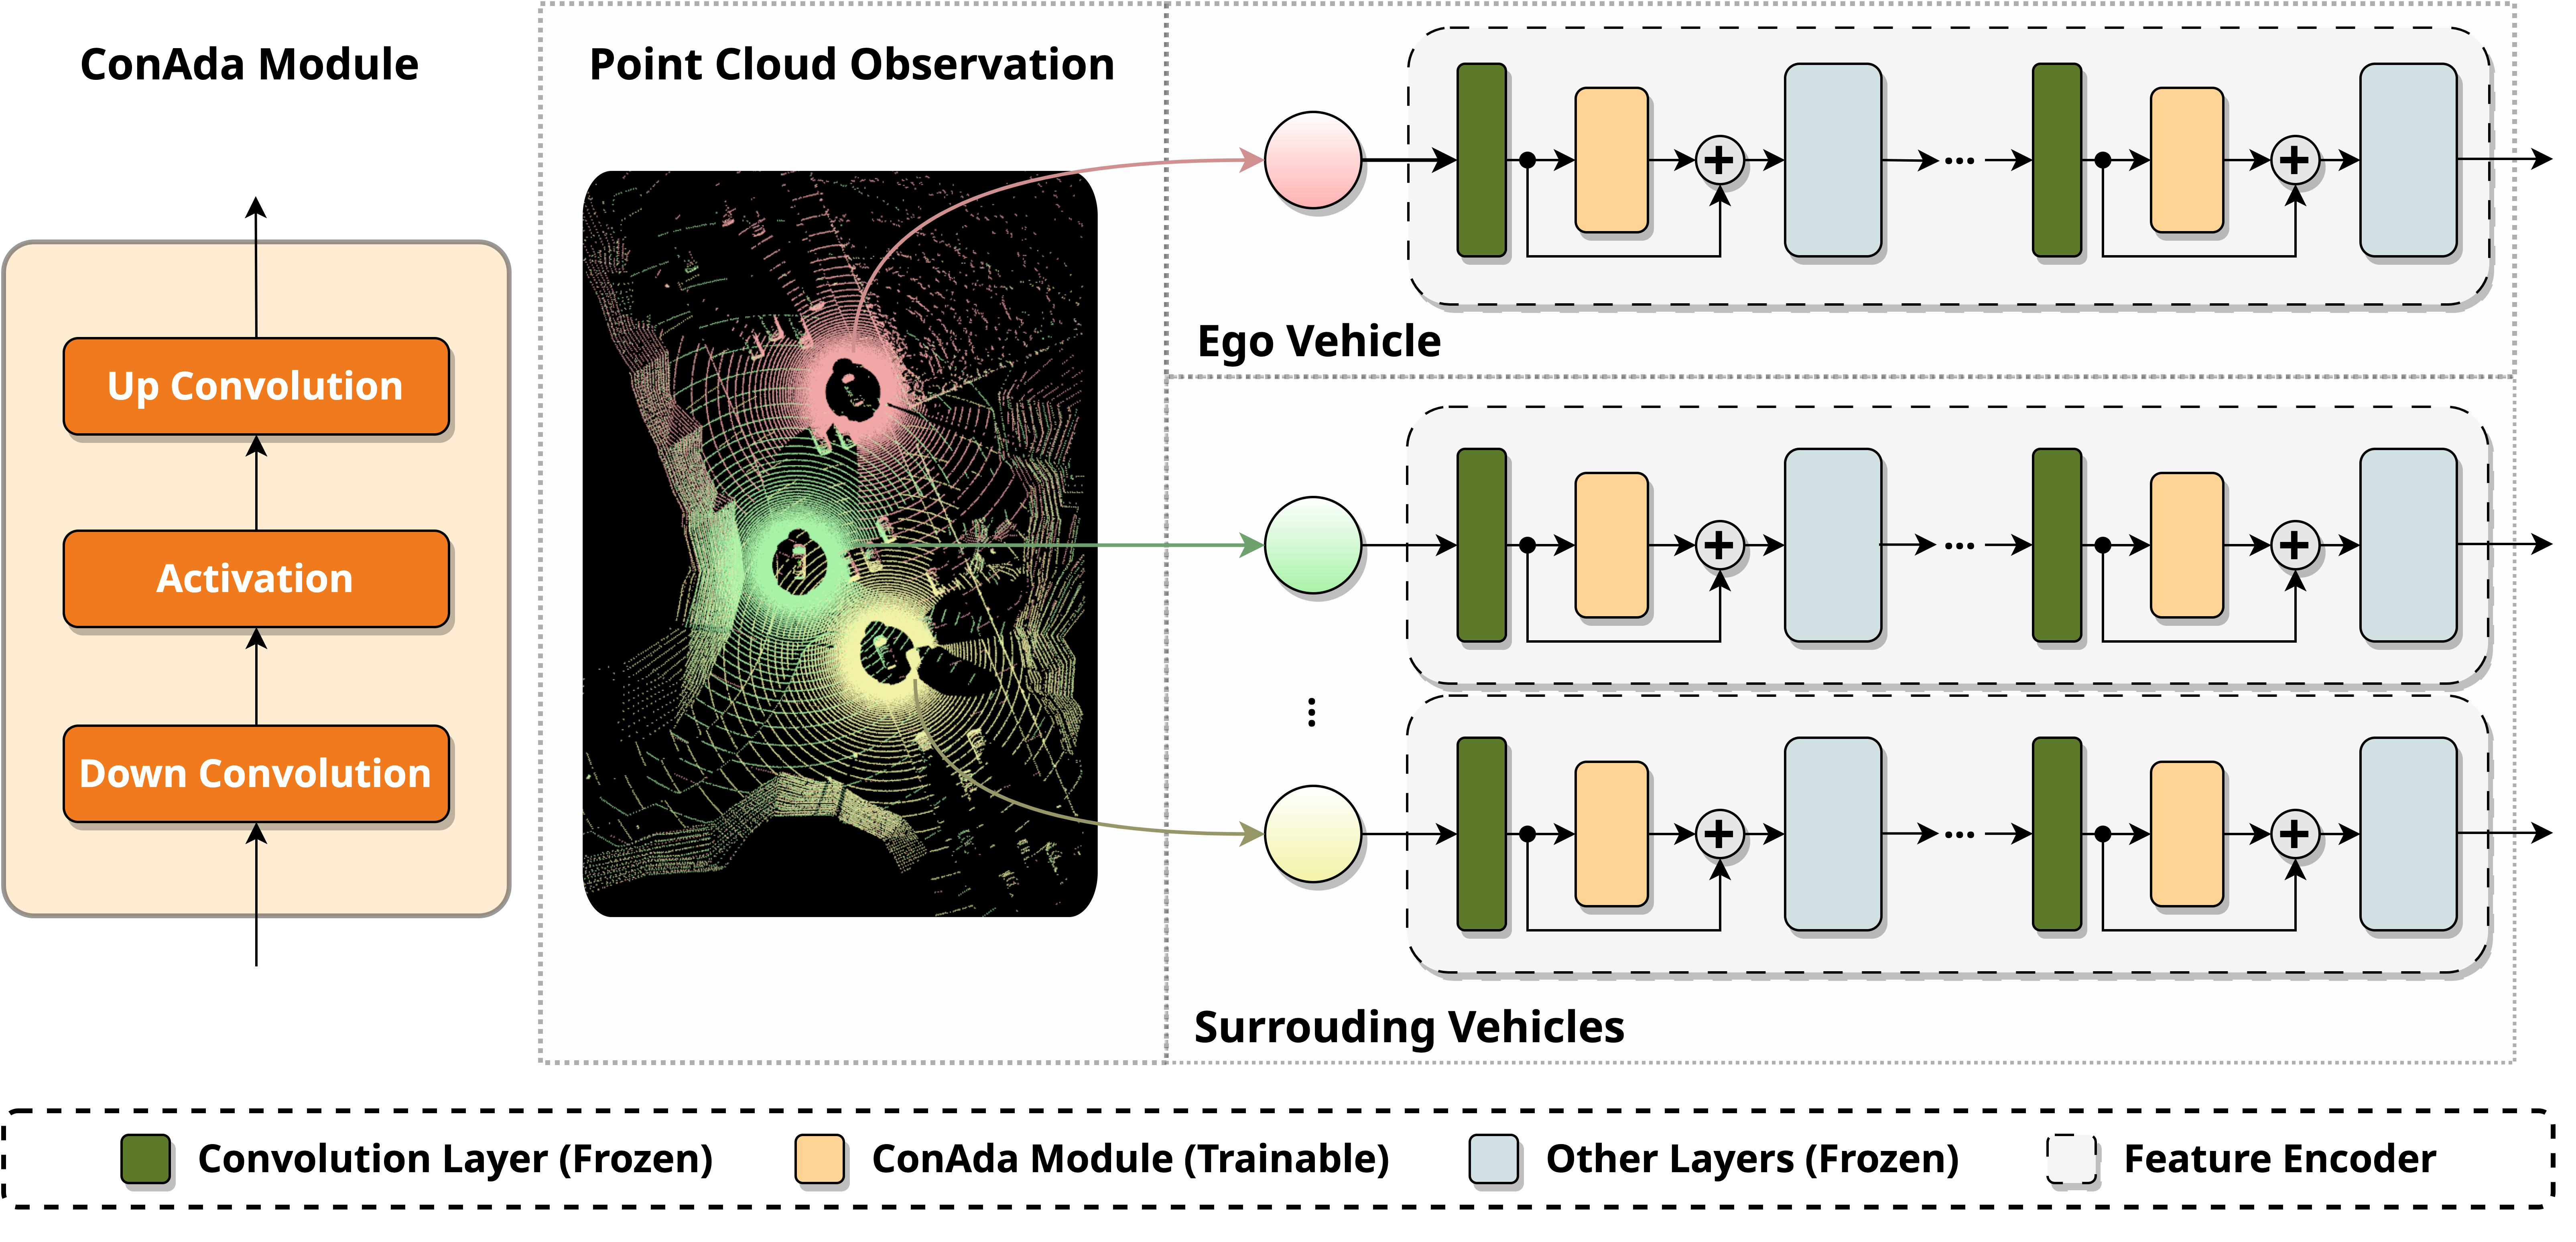 ConAda Module
Up Convolution
Activation
Down Convolution
Point Cloud Observation
Ego Vehicle
Surrouding Vehicles
Convolution Layer (Frozen)
ConAda Module (Trainable)
Other Layers (Frozen)
Feature Encoder